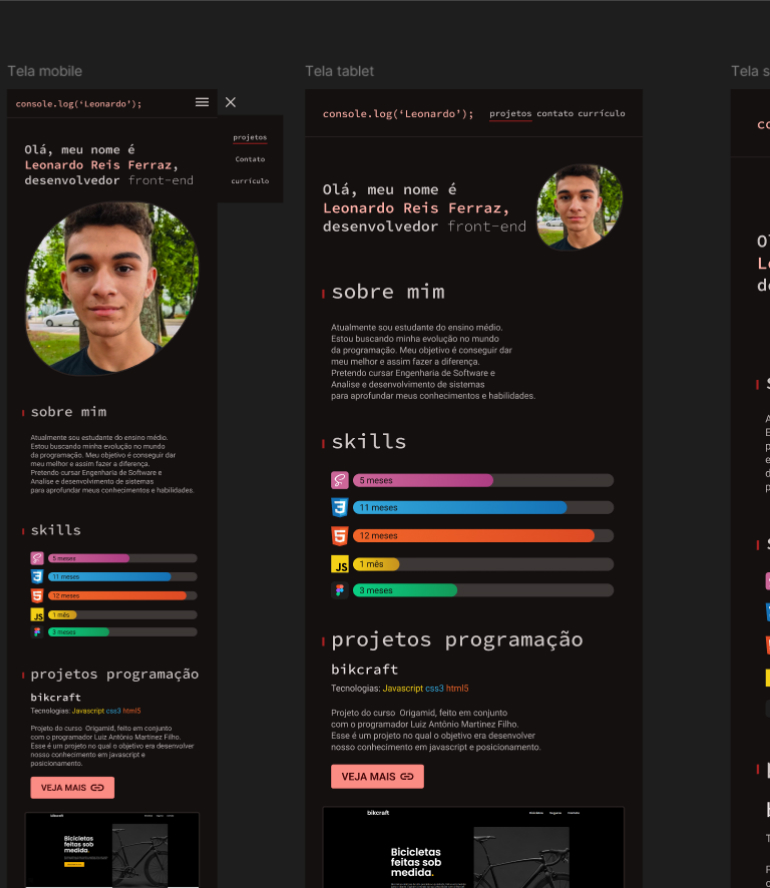 Tela mobile
console.log(‘Leonardo’);
projetos
Contato
currículo
Olá, meu nome é
Leonardo Reis Ferraz,
desenvolvedor front-end
sobre mim
Atualmente sou estudante do ensino médio.
Estou buscando minha evolução no mundo
da programação. Meu objetivo é conseguir dar
meu melhor e assim fazer a diferença.
Pretendo cursar Engenharia de Software e
Analise e desenvolvimento de sistemas
para aprofundar meus conhecimentos e habilidades.
skills
5 meses
3
11 meses
5
12 meses
JS
1 mês
3 meses
projetos programação
bikcraft
Tecnologias: Javascript css3 html5
Projeto do curso Origamid, feito em conjunto
com o programador Luiz Antônio Martinez Filho.
Esse é um projeto no qual o objetivo era desenvolver
nosso conhecimento em javascript e
posicionamento.
VEJA MAIS
bikcraft
Bicicletas
feitas sob
medida.
Tela tablet
console.log(‘Leonardo’); projetos contato currículo
Olá, meu nome é
Leonardo Reis Ferraz,
desenvolvedor front-end
sobre mim
Atualmente sou estudante do ensino médio.
Estou buscando minha evolução no mundo
da programação. Meu objetivo é conseguir dar
meu melhor e assim fazer a diferença.
Pretendo cursar Engenharia de Software e
Analise e desenvolvimento de sistemas
para aprofundar meus conhecimentos e habilidades.
skills
5 meses
3
11 meses
5
12 meses
JS
1 mês
3 meses
projetos programação
bikcraft
Tecnologias: Javascript css3 html5
Projeto do curso Origamid, feito em conjunto
com o programador Luiz Antônio Martinez Filho.
Esse é um projeto no qual o objetivo era desenvolver
nosso conhecimento em javascript e posicionamento.
VEJA MAIS
bikcraft
Bicicletas
feitas sob
medida.
Tela s